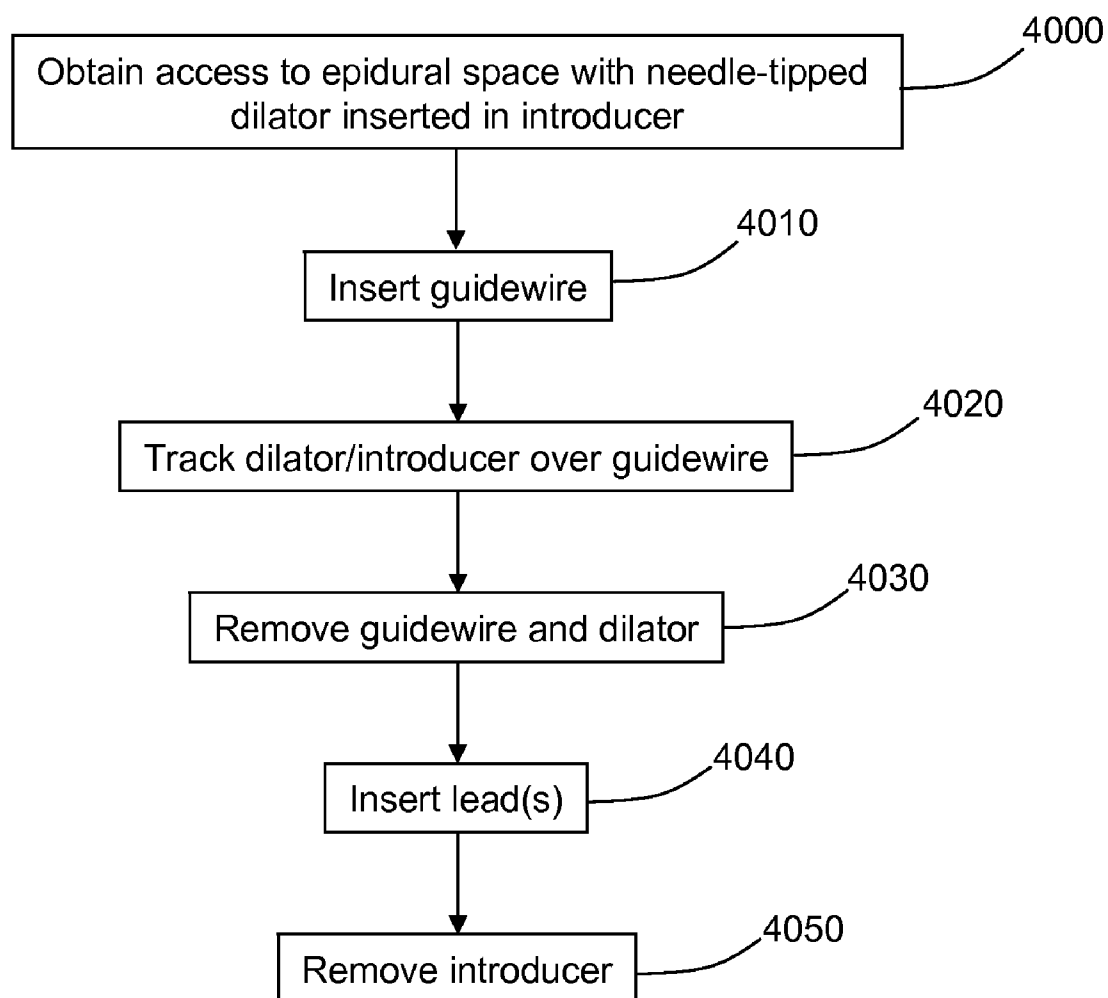 4000
Obtain access to epidural space with needle-tipped
dilator inserted in introducer
4010
Insert guidewire
4020
Track dilator/introducer over guidewire
4030
Remove guidewire and dilator
4040
Insert lead(s)
4050
Remove introducer